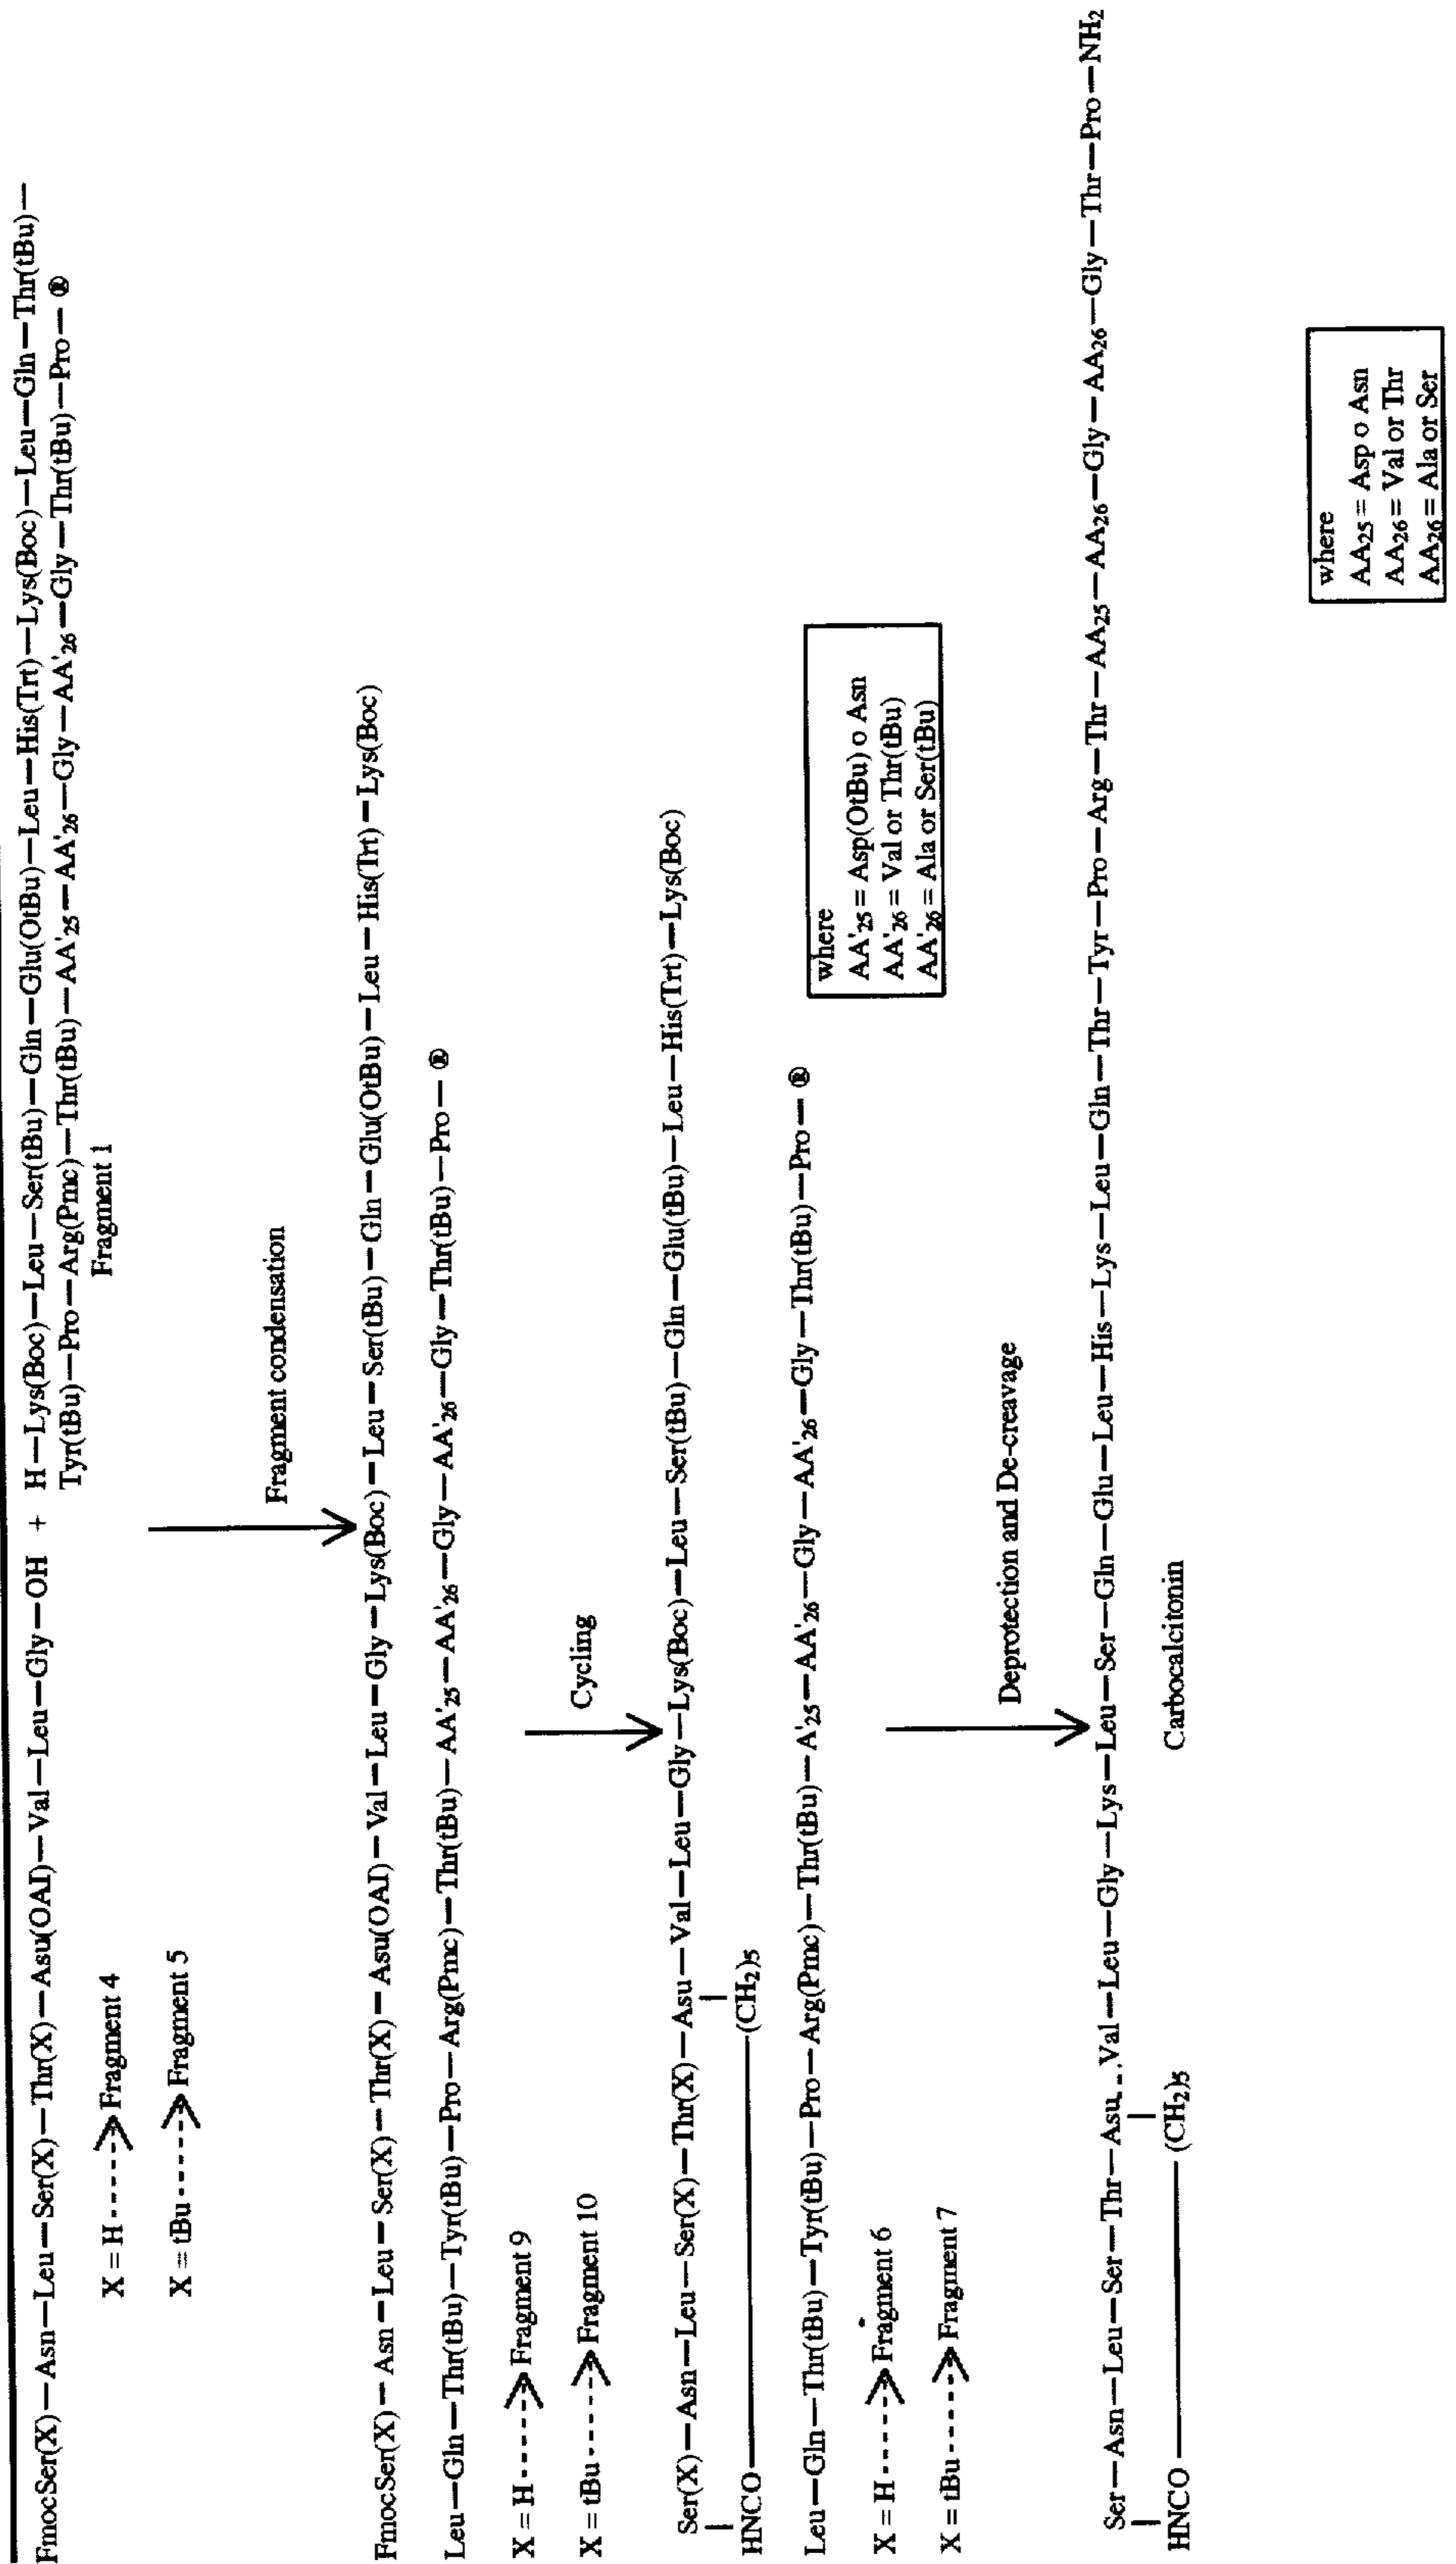 FmocSer(X)—Asn—Leu—Ser(X)—Thr(X)—Asu(OAI)—Val—Leu—Gly—OH + H—Lys(Boc)—Leu—Ser(tBu)—Gln—Glu(OtBu)—Leu—His(Trt)—Lys(Boc)—Leu—Gln—Thr(tBu)—
Tyr(tBu)—Pro—Arg(Pmc)—Thr(tBu)—AA'25—AA'26—Gly—AA'26—Gly—Thr(tBu)—Pro—®
Fragment 1
X = H ----->Fragment 4
X = tBu ----->Fragment 5
Fragment condensation
FmocSer(X)—Asn—Leu—Ser(X)—Thr(X)—Asu(OAI)—Val—Leu—Gly—Lys(Boc)—Leu—Ser(tBu)—Gln—Glu(OtBu)—Leu—His(Trt)—Lys(Boc)
Leu—Gln—Thr(tBu)—Tyr(tBu)—Pro—Arg(Pmc)—Thr(tBu)—AA'25—AA'26—Gly—AA'26—Gly—Thr(tBu)—Pro—®
X = H ----->Fragment 9
X = tBu ----->Fragment 10
Cycling
Ser(X)—Asn—Leu—Ser(X)—Thr(X)—Asu—Val—Leu—Gly—Lys(Boc)—Leu—Ser(tBu)—Gln—Glu(tBu)—Leu—His(Trt)—Lys(Boc)
HNCO—(CH2)5
Leu—Gln—Thr(tBu)—Tyr(tBu)—Pro—Arg(Pmc)—Thr(tBu)—A'25—AA'26—Gly—AA'26—Gly—Thr(tBu)—Pro—®
X = H ----->Fragment 6
X = tBu ----->Fragment 7
where
AA'25 = Asp(OtBu) o Asn
AA'26 = Val or Thr(tBu)
AA'26 = Ala or Ser(tBu)
Deprotection and De-creavage
Ser—Asn—Leu—Ser—Thr—Asu...Val—Leu—Gly—Lys—Leu—Ser—Gln—Glu—Leu—His—Lys—Leu—Gln—Thr—Tyr—Pro—Arg—Thr—AA25—AA26—Gly—AA26—Gly—Thr—Pro—NH2
HNCO—(CH2)5
Carbocalcitonin
where
AA25 = Asp o Asn
AA26 = Val or Thr
AA26 = Ala or Ser